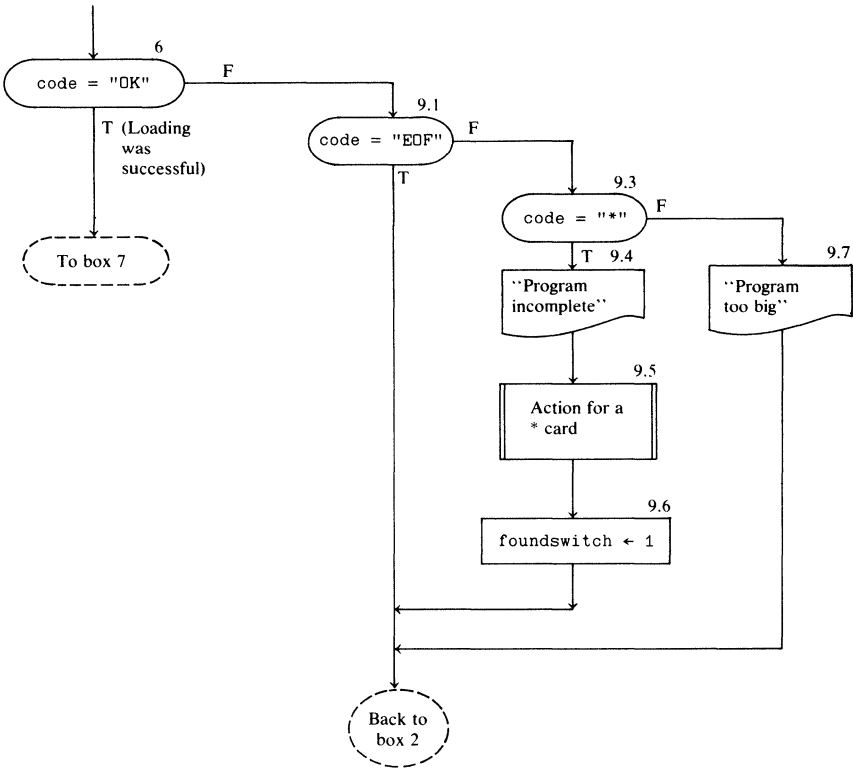 6
code = "OK"
F
T (Loading
was
successful)
To box 7
9.1
code = "EOF"
F
T
9.3
code = "*"
F
T 9.4
``Program
incomplete''
9.7
``Program
too big''
9.5
Action for a
* card
9.6
foundswitch ← 1
Back to
box 2